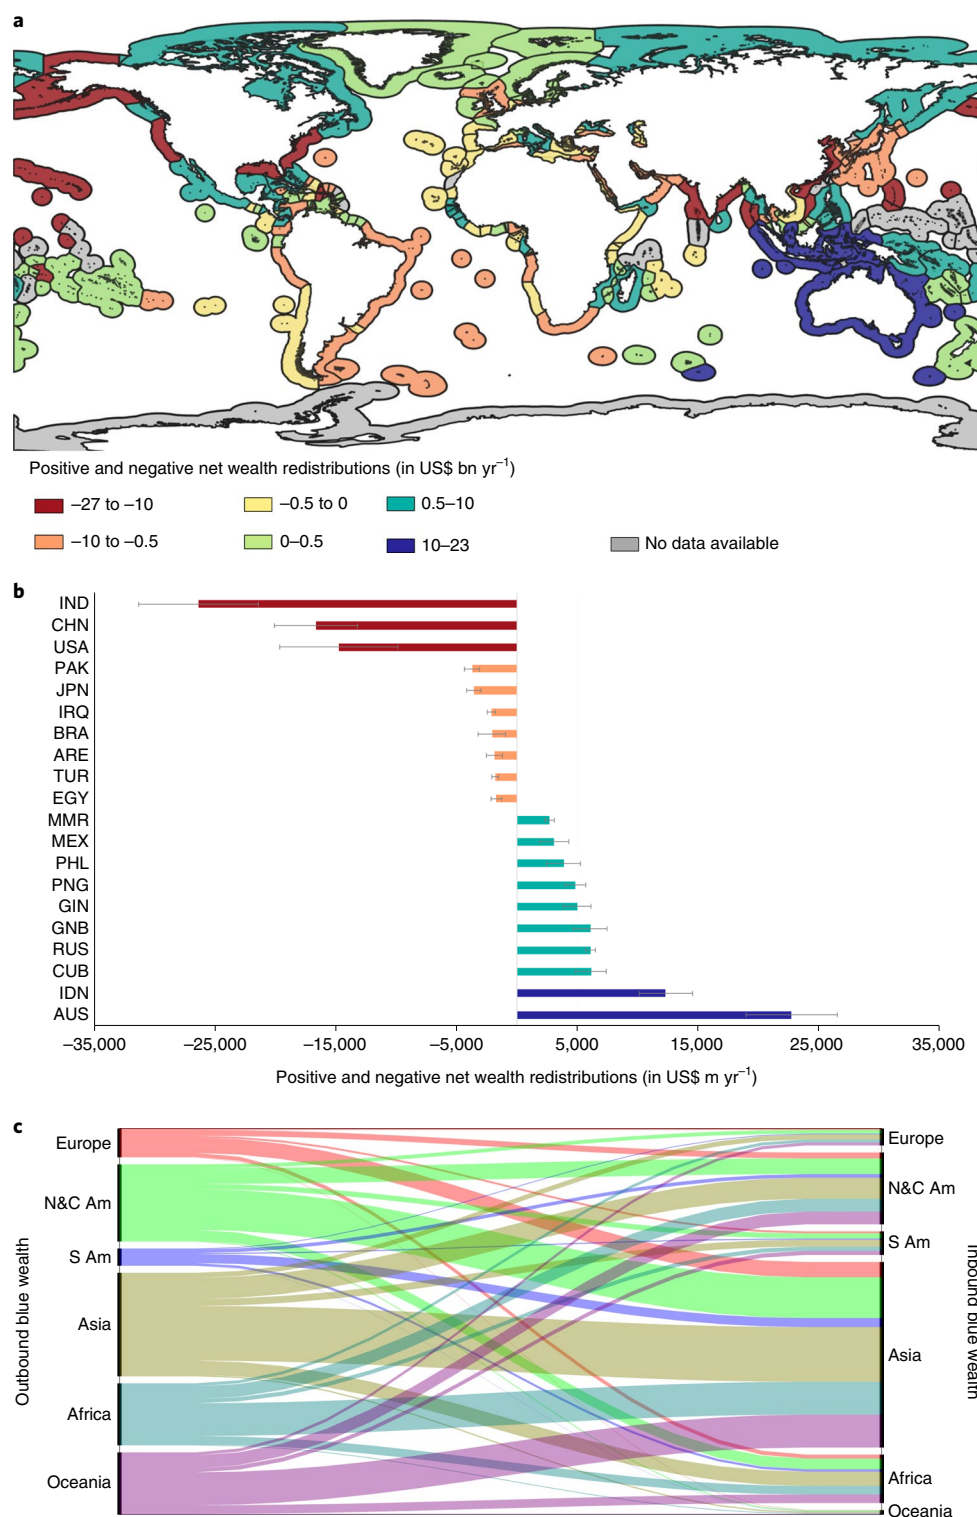 a
Positive and negative net wealth redistributions (in US$ bn yr⁻¹)
−27 to −10
−0.5 to 0
0.5–10
−10 to −0.5
0–0.5
10–23
No data available
b
IND
CHN
USA
PAK
JPN
IRQ
BRA
ARE
TUR
EGY
MMR
MEX
PHL
PNG
GIN
GNB
RUS
CUB
IDN
AUS
−35,000 −25,000 −15,000 −5,000 5,000 15,000 25,000 35,000
Positive and negative net wealth redistributions (in US$ m yr⁻¹)
c
Outbound blue wealth
Europe
N&C Am
S Am
Asia
Africa
Oceania
Europe
N&C Am
S Am
Asia
Africa
Oceania
Inbound blue wealth